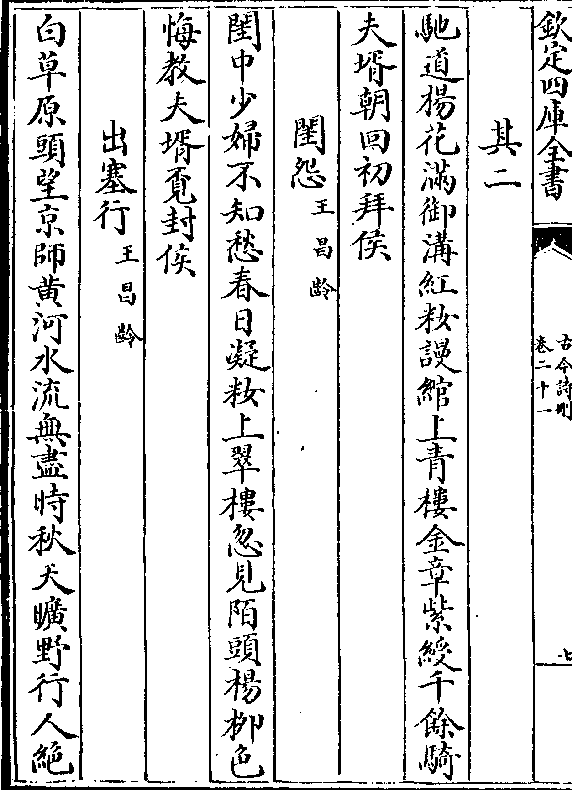 欽定四庫全書
古今詩刪
卷二十一
七
其二
馳道楊花滿御溝紅粧謾綰上青樓金章紫綬千餘騎
夫壻朝回初拜侯
閨怨王昌齡
閨中少婦不知愁春日凝粧上翠樓忽見陌頭楊柳色
悔教夫壻覓封侯
出塞行王昌齡
白草原頭望京師黄河水流無盡時秋天曠野行人絶